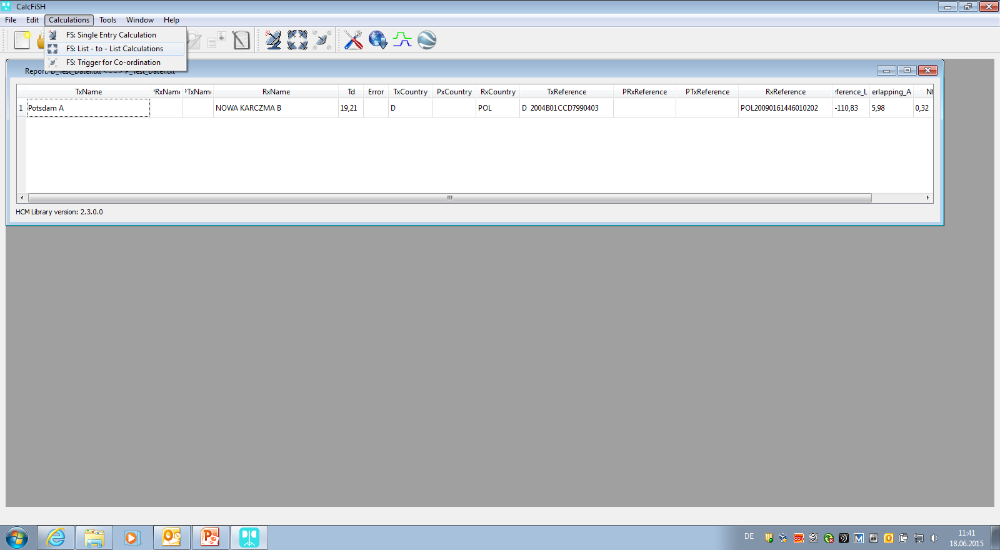 CalcFiSH
File Edit Calculations Tools Window Help
FS: Single Entry Calculation
FS: List - to - List Calculations
FS: Trigger for Co-ordination
Report:
TxName RxName TxName RxName Td Error TxCountry PxCountry RxCountry TxReference PRxReference PTxReference RxReference ference_L erlapping_A Nf
1 Potsdam A NOWA KARCZMA B 19,21 D POL D 2004B01CCD7990403 POL20090161446010202 -110,83 5,98 0,32
HCM Library version: 2.3.0.0
DE
11:41
18.06.2015